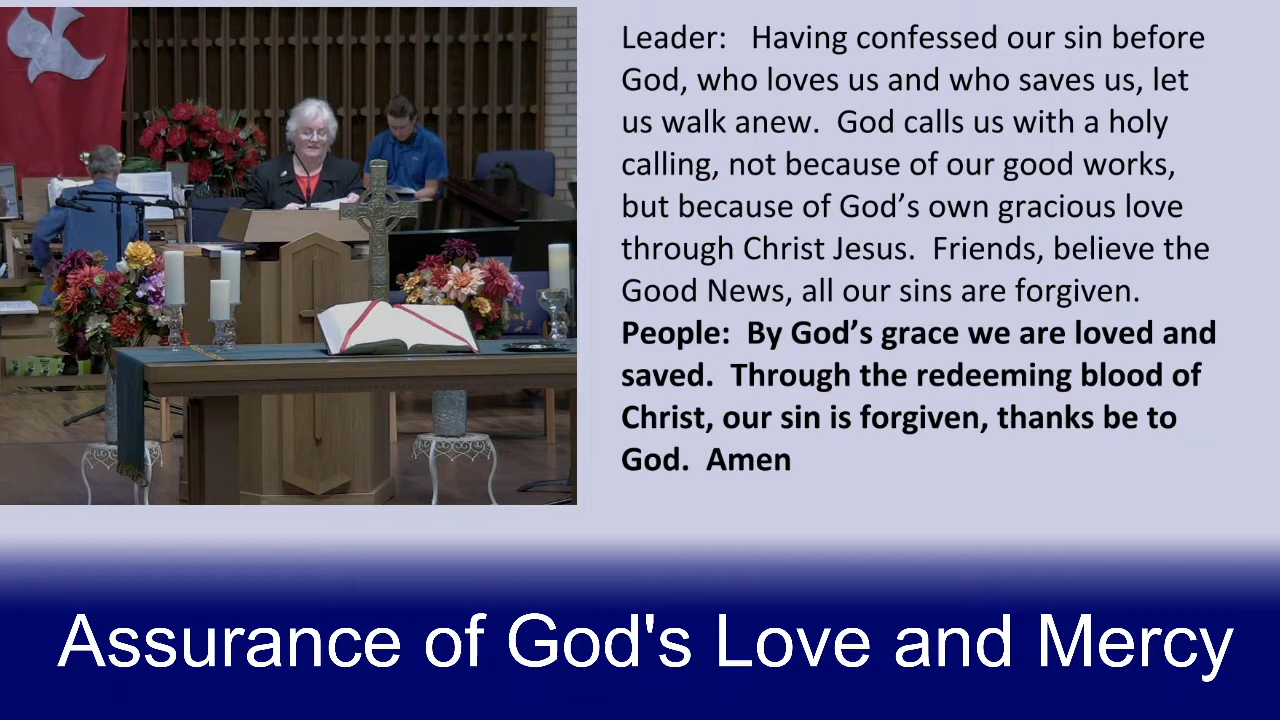 Leader:   Having confessed our sin before
God, who loves us and who saves us, let
us walk anew.  God calls us with a holy
calling, not because of our good works,
but because of God’s own gracious love
through Christ Jesus.  Friends, believe the
Good News, all our sins are forgiven.
People:  By God’s grace we are loved and
saved.  Through the redeeming blood of
Christ, our sin is forgiven, thanks be to
God.  Amen
Assurance of God's Love and Mercy